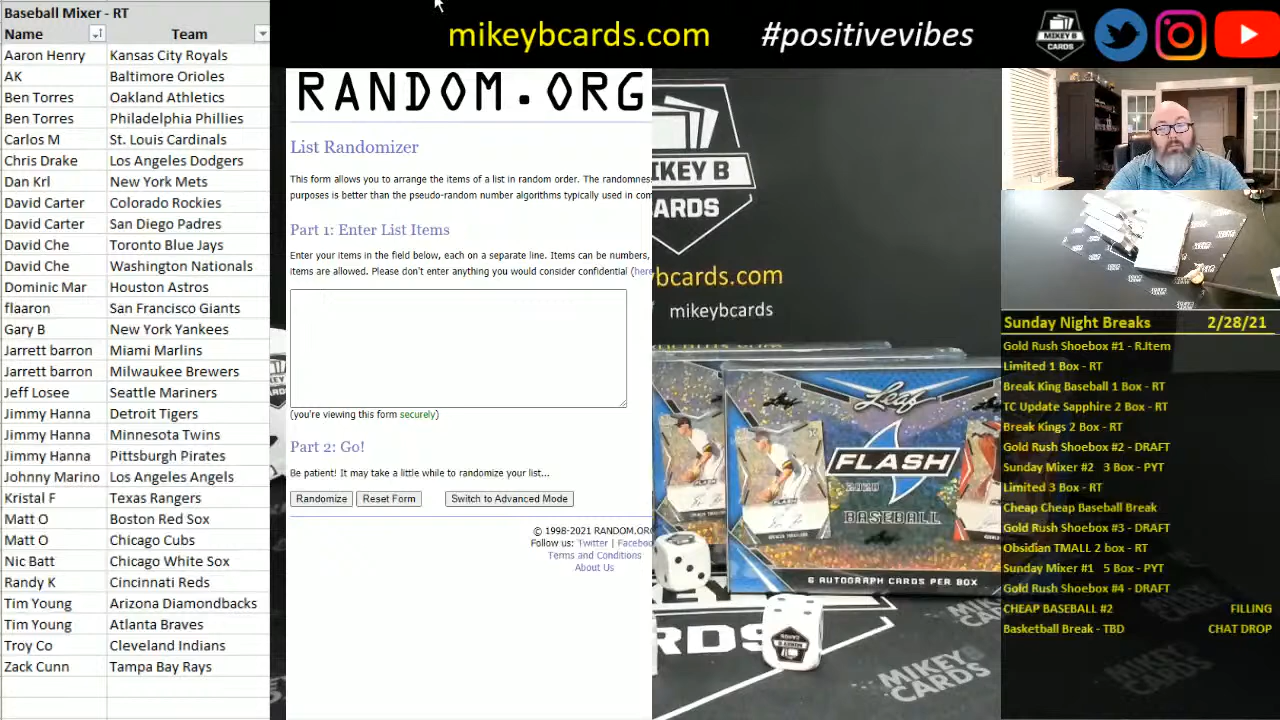 Baseball Mixer - RT
Name Team
Aaron Henry Kansas City Royals
AK Baltimore Orioles
Ben Torres Oakland Athletics
Ben Torres Philadelphia Phillies
Carlos M St. Louis Cardinals
Chris Drake Los Angeles Dodgers
Dan Krl New York Mets
David Carter Colorado Rockies
David Carter San Diego Padres
David Che Toronto Blue Jays
David Che Washington Nationals
Dominic Mar Houston Astros
flaaron San Francisco Giants
Gary B New York Yankees
Jarrett barron Miami Marlins
Jarrett barron Milwaukee Brewers
Jeff Losee Seattle Mariners
Jimmy Hanna Detroit Tigers
Jimmy Hanna Minnesota Twins
Jimmy Hanna Pittsburgh Pirates
Johnny Marino Los Angeles Angels
Kristal F Texas Rangers
Matt O Boston Red Sox
Matt O Chicago Cubs
Nic Batt Chicago White Sox
Randy K Cincinnati Reds
Tim Young Arizona Diamondbacks
Tim Young Atlanta Braves
Troy Co Cleveland Indians
Zack Cunn Tampa Bay Rays
mikeybcards.com #positivevibes
MIKEY B
CARDS
RANDOM.ORG
List Randomizer
This form allows you to arrange the items of a list in random order. The randomnes
purposes is better than the pseudo-random number algorithms typically used in com
Part 1: Enter List Items
Enter your items in the field below, each on a separate line. Items can be numbers,
items are allowed. Please don't enter anything you would consider confidential (here
(you're viewing this form securely)
Part 2: Go!
Be patient! It may take a little while to randomize your list...
Randomize Reset Form Switch to Advanced Mode
© 1998-2021 RANDOM.ORG
Follow us: Twitter | Faceboo
Terms and Conditions
About Us
IKEY B
ARDS
ybcards.com
mikeybcards
Leaf
FLASH
2020
BASEBALL
6 AUTOGRAPH CARDS PER BOX
RDS
MIKEY B
CARDS
Sunday Night Breaks 2/28/21
Gold Rush Shoebox #1 - R.Item
Limited 1 Box - RT
Break King Baseball 1 Box - RT
TC Update Sapphire 2 Box - RT
Break Kings 2 Box - RT
Gold Rush Shoebox #2 - DRAFT
Sunday Mixer #2 3 Box - PYT
Limited 3 Box - RT
Cheap Cheap Baseball Break
Gold Rush Shoebox #3 - DRAFT
Obsidian TMALL 2 box - RT
Sunday Mixer #1 5 Box - PYT
Gold Rush Shoebox #4 - DRAFT
CHEAP BASEBALL #2 FILLING
Basketball Break - TBD CHAT DROP